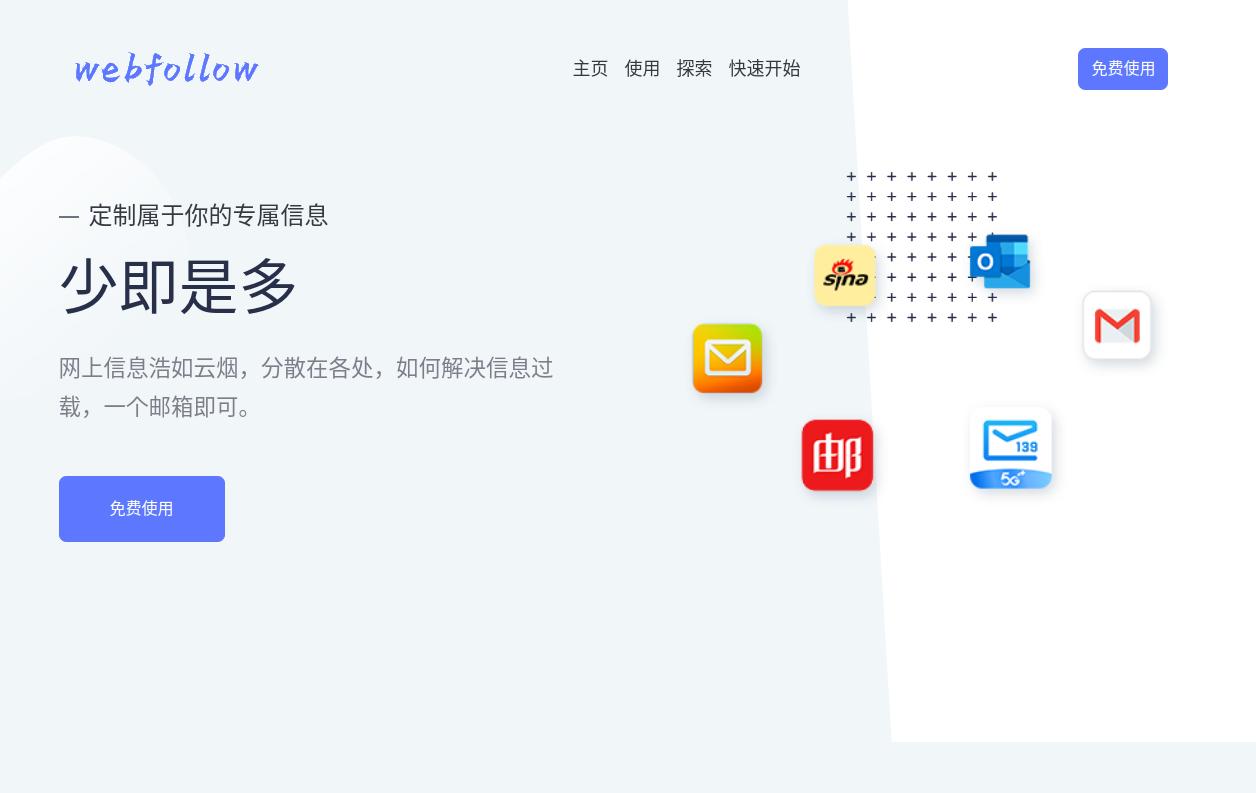 webfollow
主页 使用 探索 快速开始
免费使用
— 定制属于你的专属信息
少即是多
网上信息浩如云烟，分散在各处，如何解决信息过
载，一个邮箱即可。
免费使用
sina
邮
139
5G+